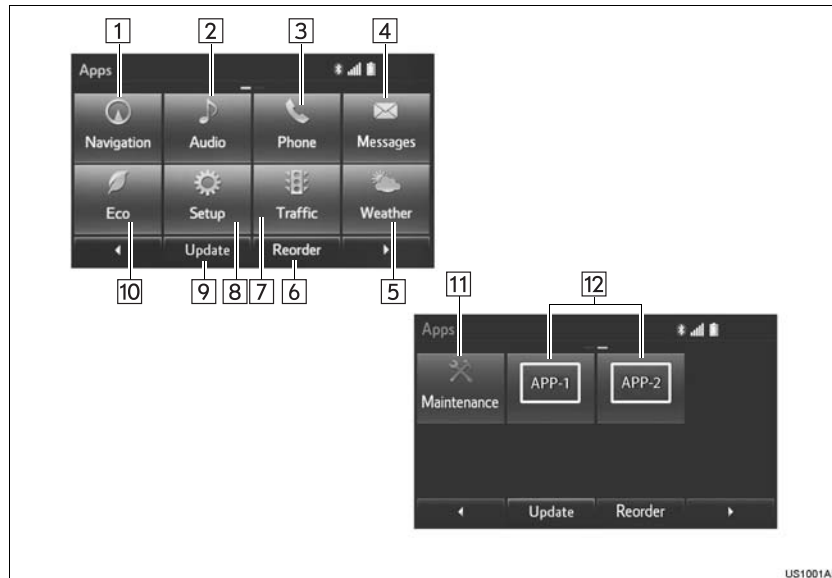 1 2 3 4
Apps
Navigation Audio Phone Messages
Eco Setup Traffic Weather
Update Reorder
10 9 8 7 6 5
11 12
Apps
Maintenance APP-1 APP-2
Update Reorder
US1001A